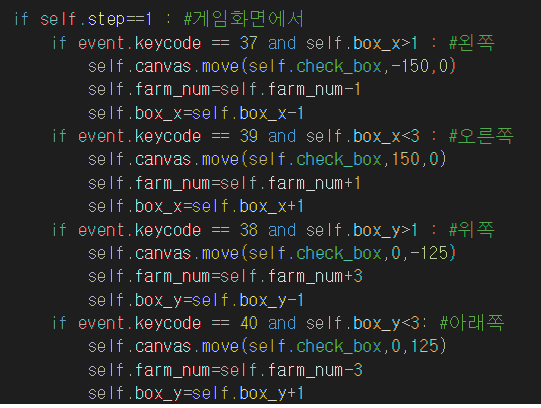 if self.step==1 : #게임화면에서
    if event.keycode == 37 and self.box_x>1 : #왼쪽
        self.canvas.move(self.check_box,-150,0)
        self.farm_num=self.farm_num-1
        self.box_x=self.box_x-1
    if event.keycode == 39 and self.box_x<3 : #오른쪽
        self.canvas.move(self.check_box,150,0)
        self.farm_num=self.farm_num+1
        self.box_x=self.box_x+1
    if event.keycode == 38 and self.box_y>1 : #위쪽
        self.canvas.move(self.check_box,0,-125)
        self.farm_num=self.farm_num+3
        self.box_y=self.box_y-1
    if event.keycode == 40 and self.box_y<3: #아래쪽
        self.canvas.move(self.check_box,0,125)
        self.farm_num=self.farm_num-3
        self.box_y=self.box_y+1